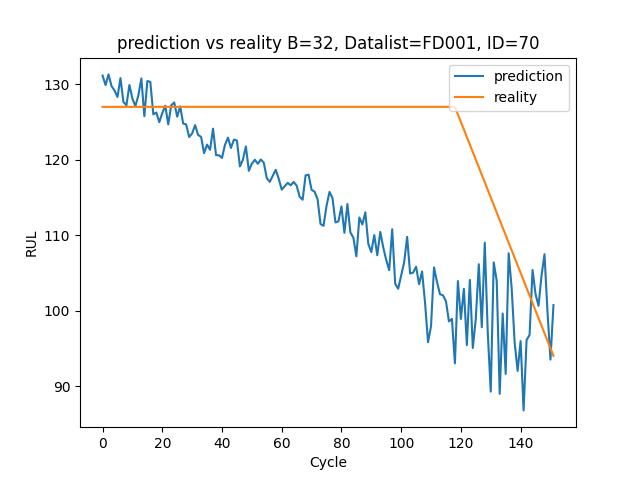 prediction vs reality B=32, Datalist=FD001, ID=70
prediction
reality
RUL
130
120
110
100
90
0 20 40 60 80 100 120 140
Cycle